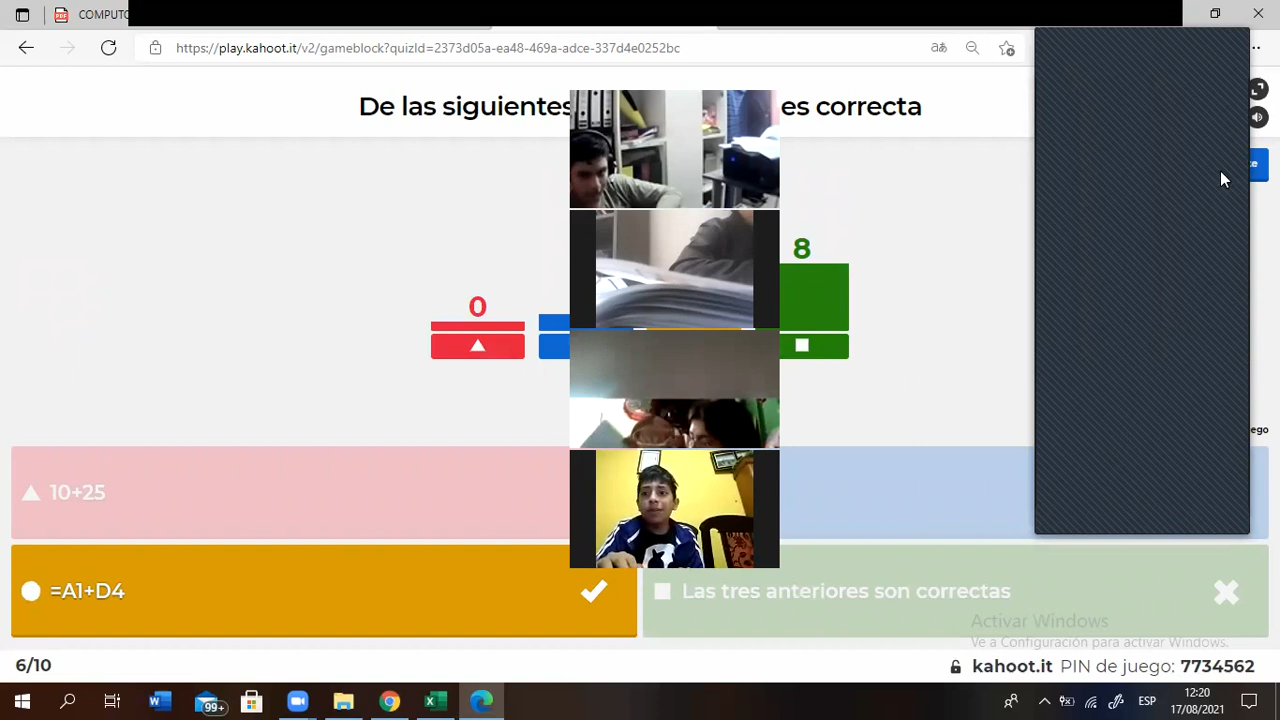 COMPUTO
https://play.kahoot.it/v2/gameblock?quizId=2373d05a-ea48-469a-adce-337d4e0252bc
De las siguientes es correcta
0
8
10+25
=A1+D4
Las tres anteriores son correctas
Activar Windows
Ve a Configuración para activar Windows.
6/10
kahoot.it PIN de juego: 7734562
99+
ESP
12:20
17/08/2021